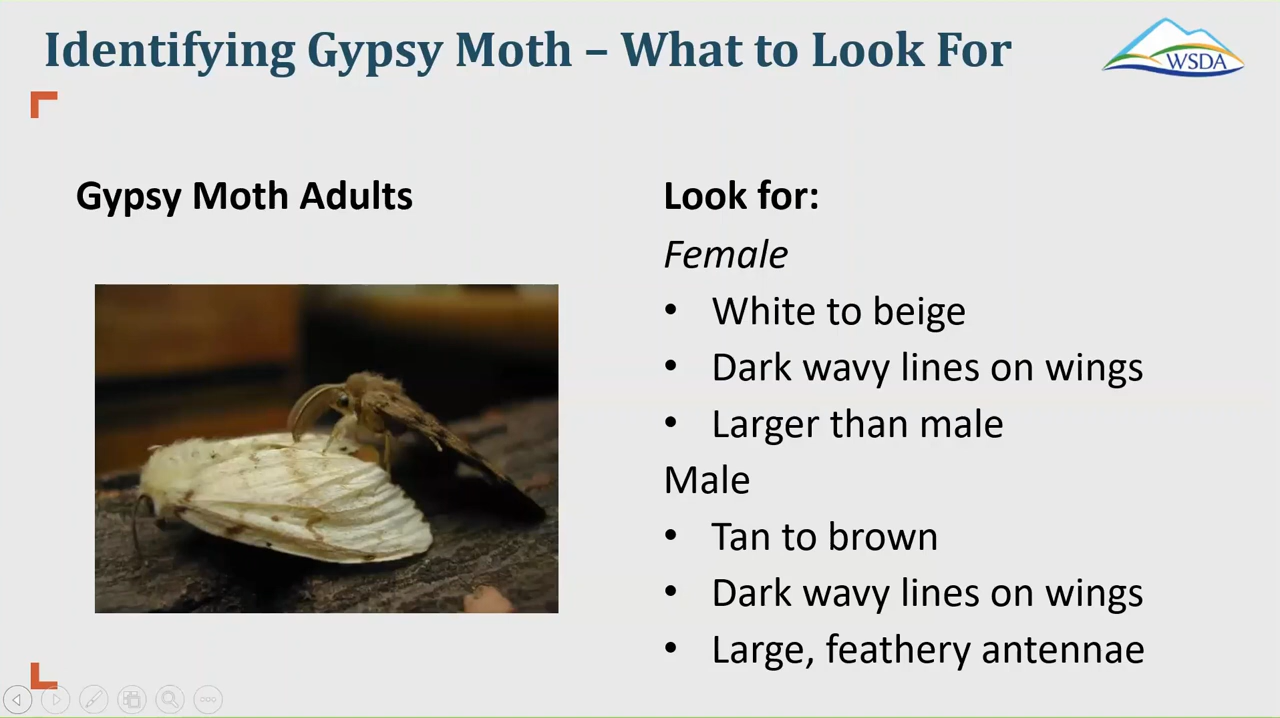 Identifying Gypsy Moth – What to Look For
WSDA
Gypsy Moth Adults
Look for:
Female
• White to beige
• Dark wavy lines on wings
• Larger than male
Male
• Tan to brown
• Dark wavy lines on wings
• Large, feathery antennae